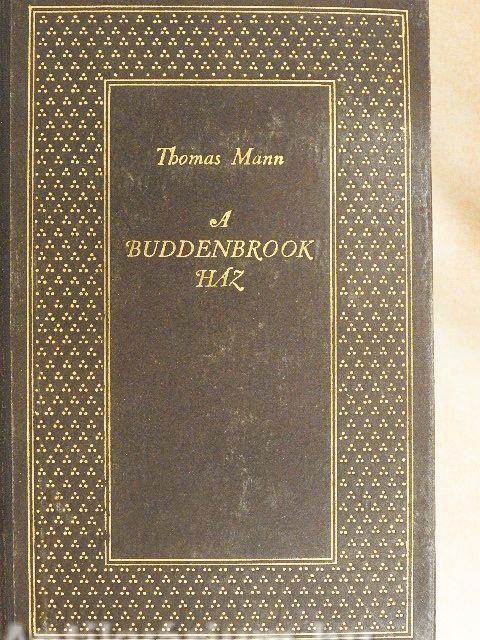 Thomas Mann
A
BUDDENBROOK
HÁZ